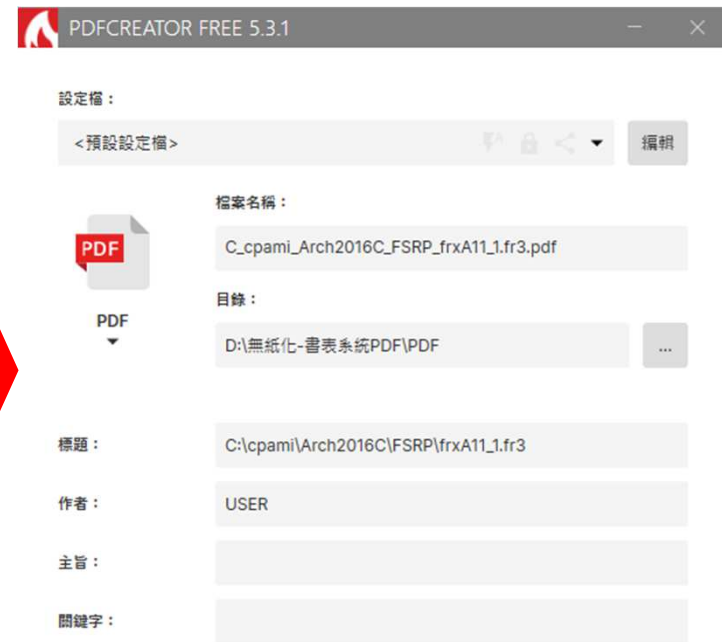 PDFCREATOR FREE 5.3.1
設定檔：
<預設設定檔>
編輯
檔案名稱：
PDF
C_cpami_Arch2016C_FSRP_frxA11_1.fr3.pdf
目錄：
PDF
D:\無紙化-書表系統PDF\PDF
...
標題：
C:\cpami\Arch2016C\FSRP\frxA11_1.fr3
作者：
USER
主旨：
關鍵字：